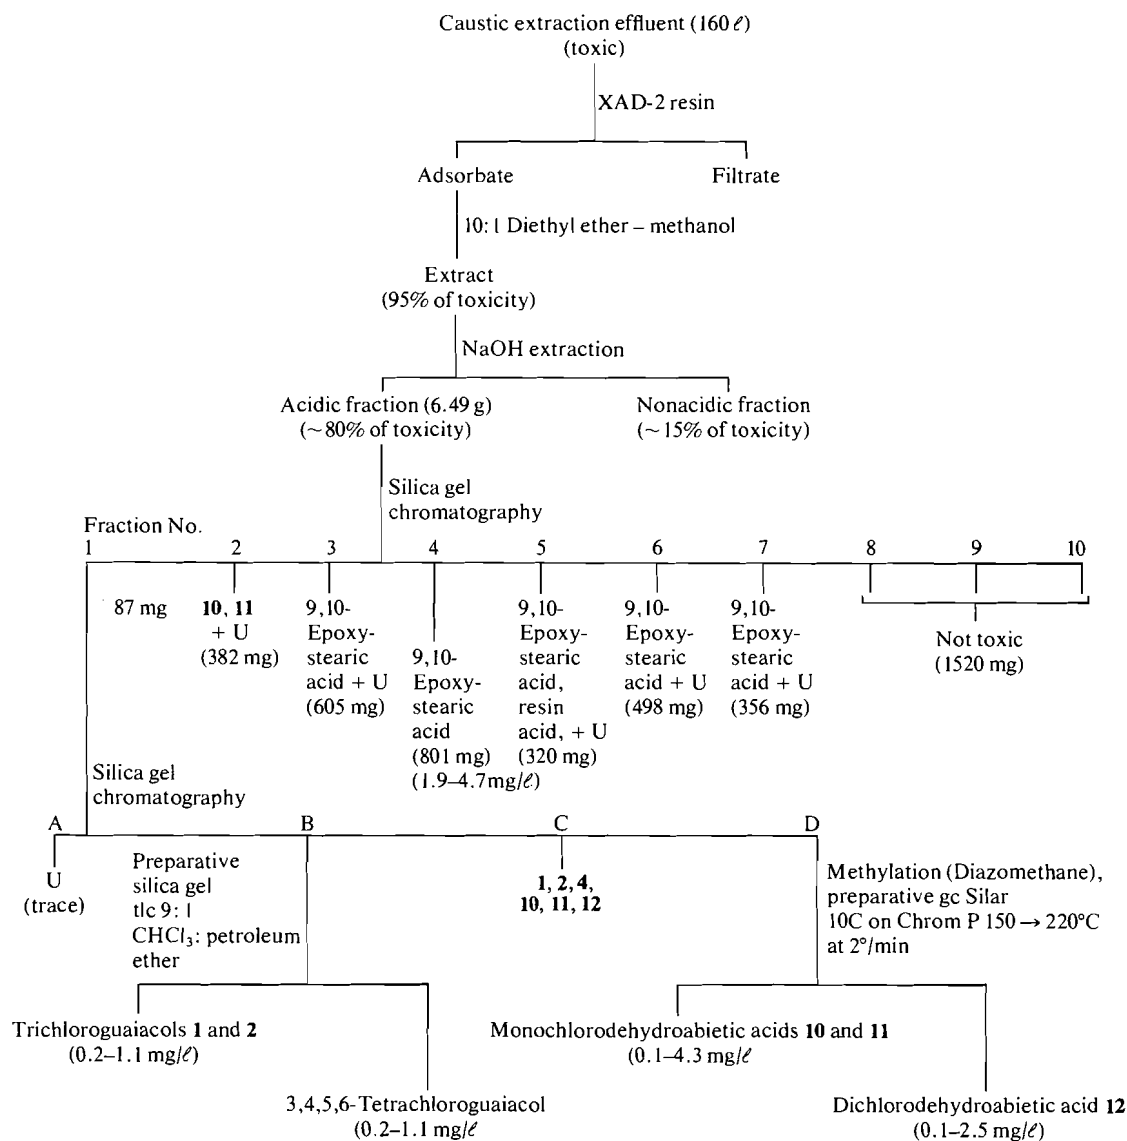 Caustic extraction effluent (160 ℓ)
(toxic)
XAD-2 resin
Adsorbate
Filtrate
10:1 Diethyl ether – methanol
Extract
(95% of toxicity)
NaOH extraction
Acidic fraction (6.49 g)
(~80% of toxicity)
Nonacidic fraction
(~15% of toxicity)
Silica gel
chromatography
Fraction No.
1 2 3 4 5 6 7 8 9 10
87 mg
10, 11
+ U
(382 mg)
9,10-
Epoxy-
stearic
acid + U
(605 mg)
9,10-
Epoxy-
stearic
acid
(801 mg)
(1.9–4.7mg/ℓ)
9,10-
Epoxy-
stearic
acid,
resin
acid, + U
(320 mg)
9,10-
Epoxy-
stearic
acid + U
(498 mg)
9,10-
Epoxy-
stearic
acid + U
(356 mg)
Not toxic
(1520 mg)
Silica gel
chromatography
A B C D
U
(trace)
Preparative
silica gel
tlc 9:1
CHCl₃: petroleum
ether
1, 2, 4,
10, 11, 12
Methylation (Diazomethane),
preparative gc Silar
10C on Chrom P 150 → 220°C
at 2°/min
Trichloroguaiacols 1 and 2
(0.2–1.1 mg/ℓ)
3,4,5,6-Tetrachloroguaiacol
(0.2–1.1 mg/ℓ
Monochlorodehydroabietic acids 10 and 11
(0.1–4.3 mg/ℓ
Dichlorodehydroabietic acid 12
(0.1–2.5 mg/ℓ)